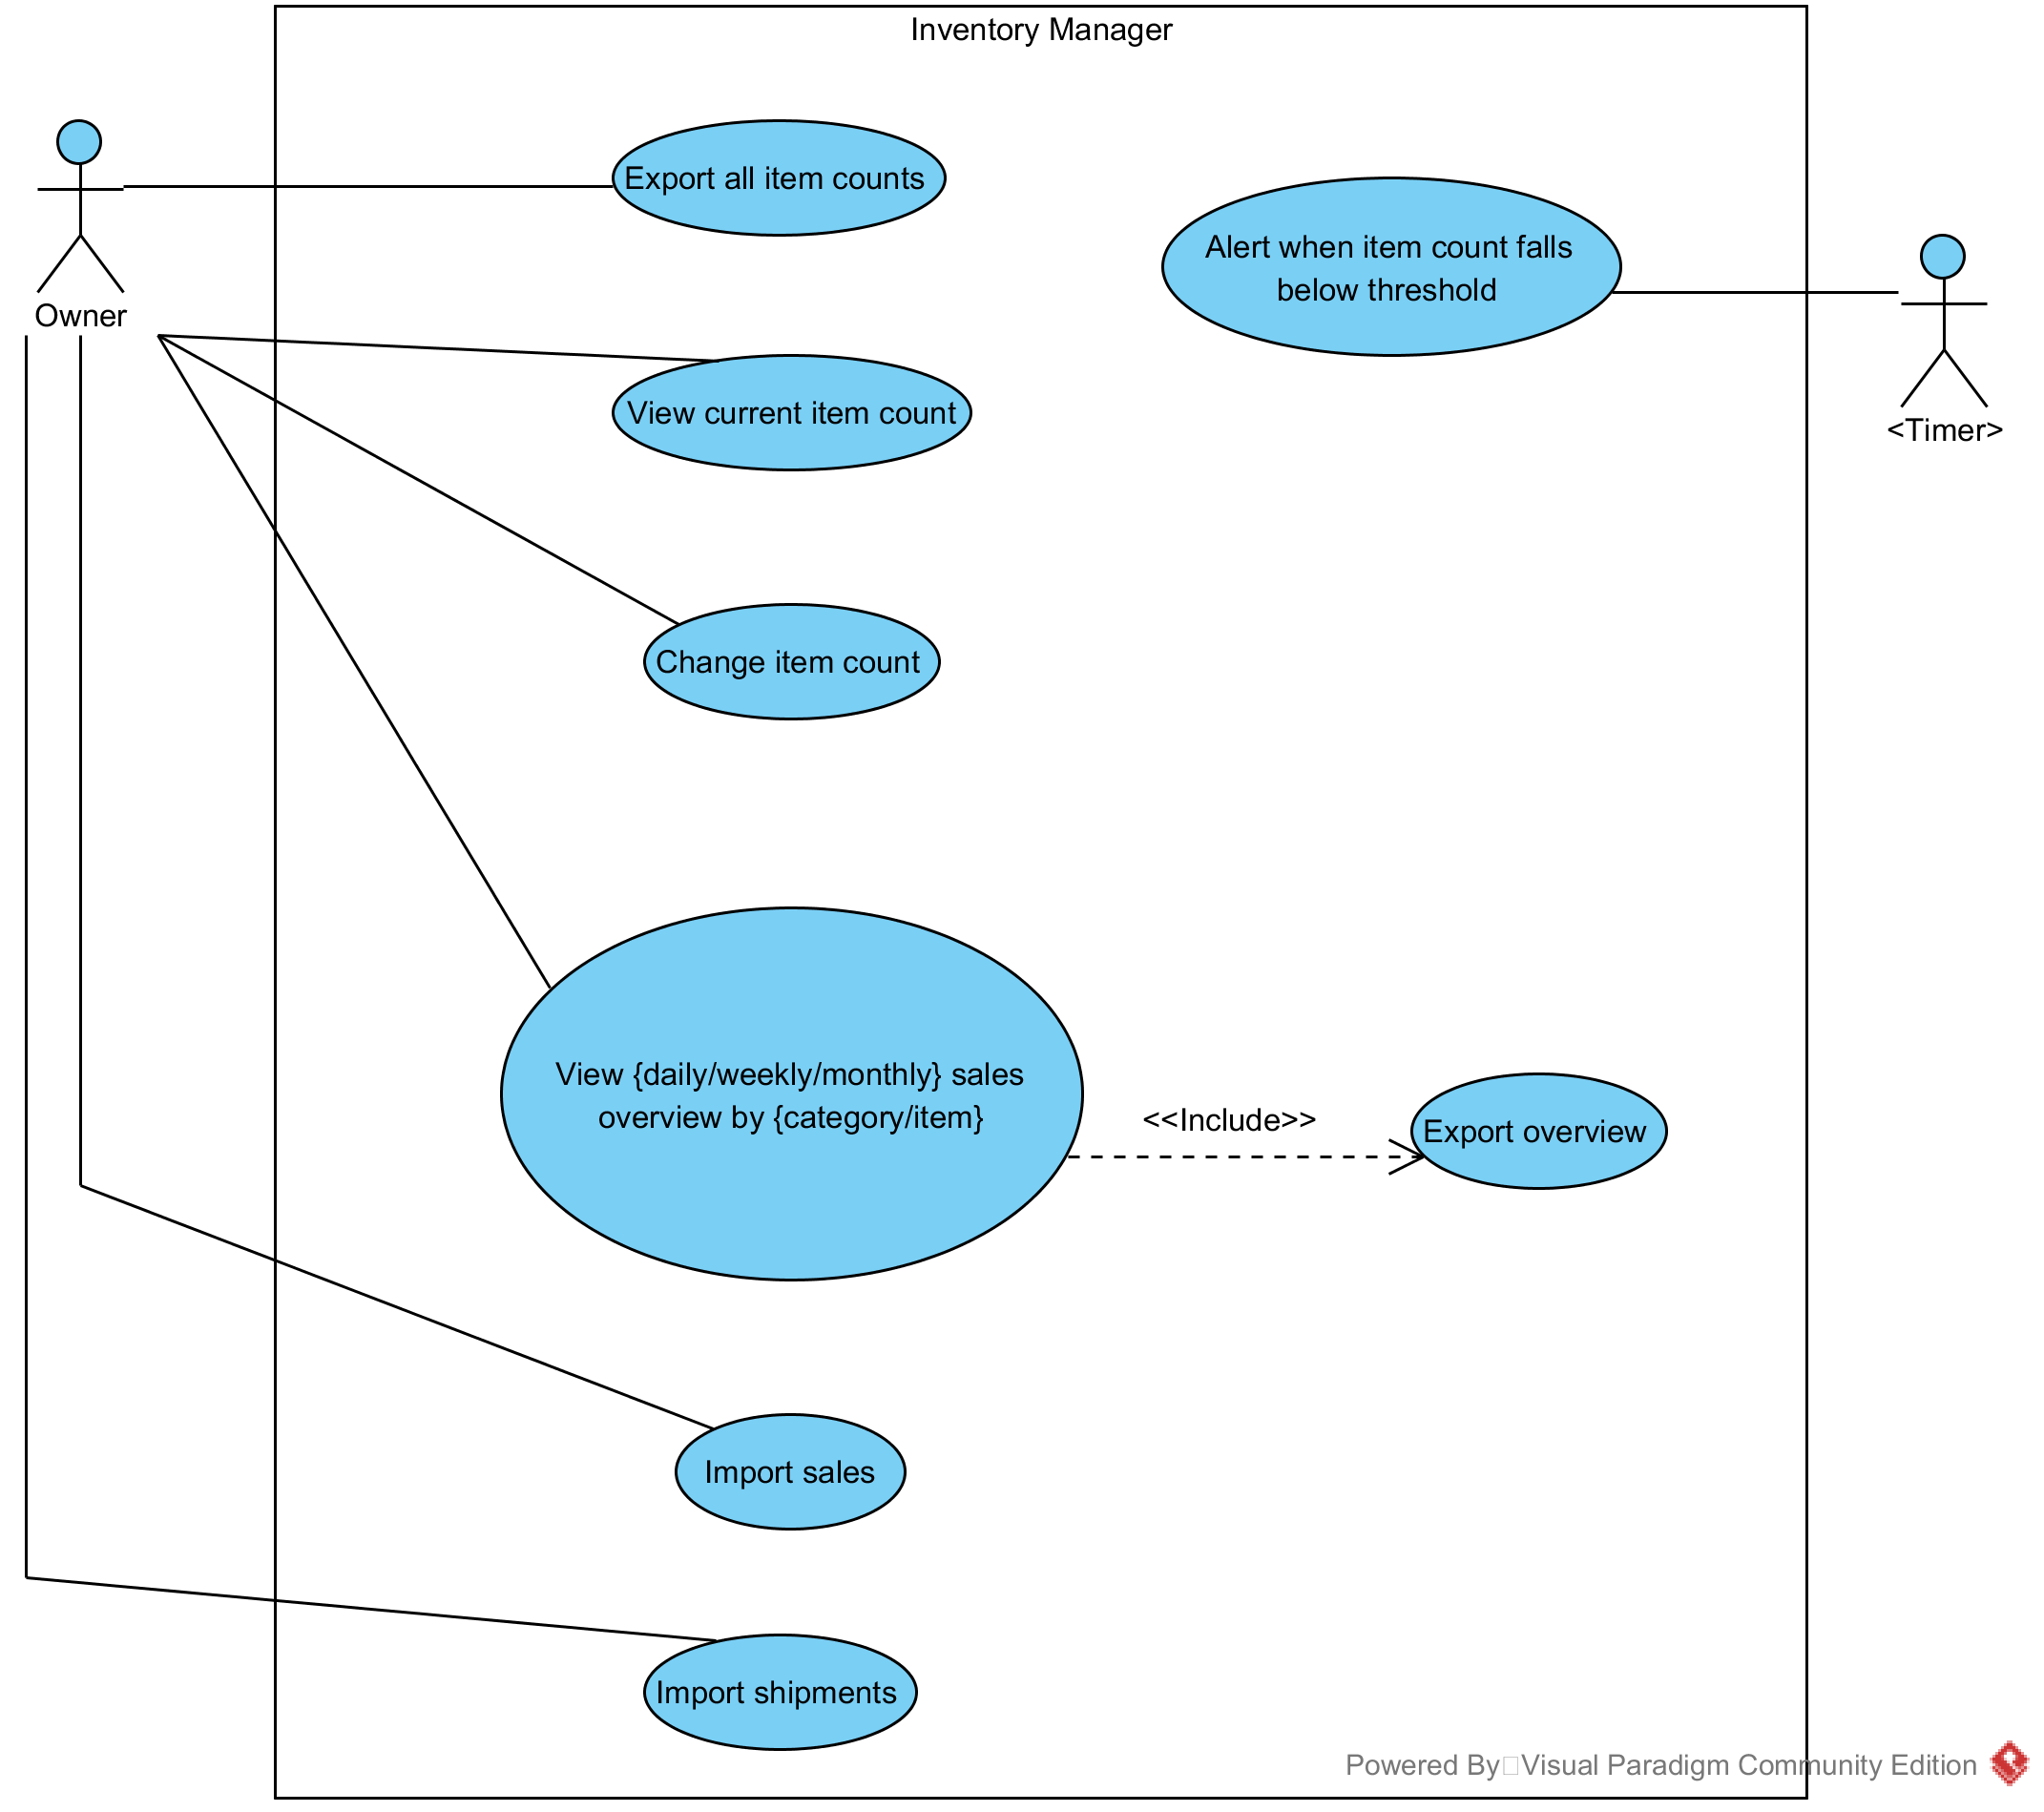 Inventory Manager
Export all item counts
Alert when item count falls
below threshold
Owner
View current item count
<Timer>
Change item count
View {daily/weekly/monthly} sales
overview by {category/item}
<<Include>>
Export overview
Import sales
Import shipments
Powered By Visual Paradigm Community Edition